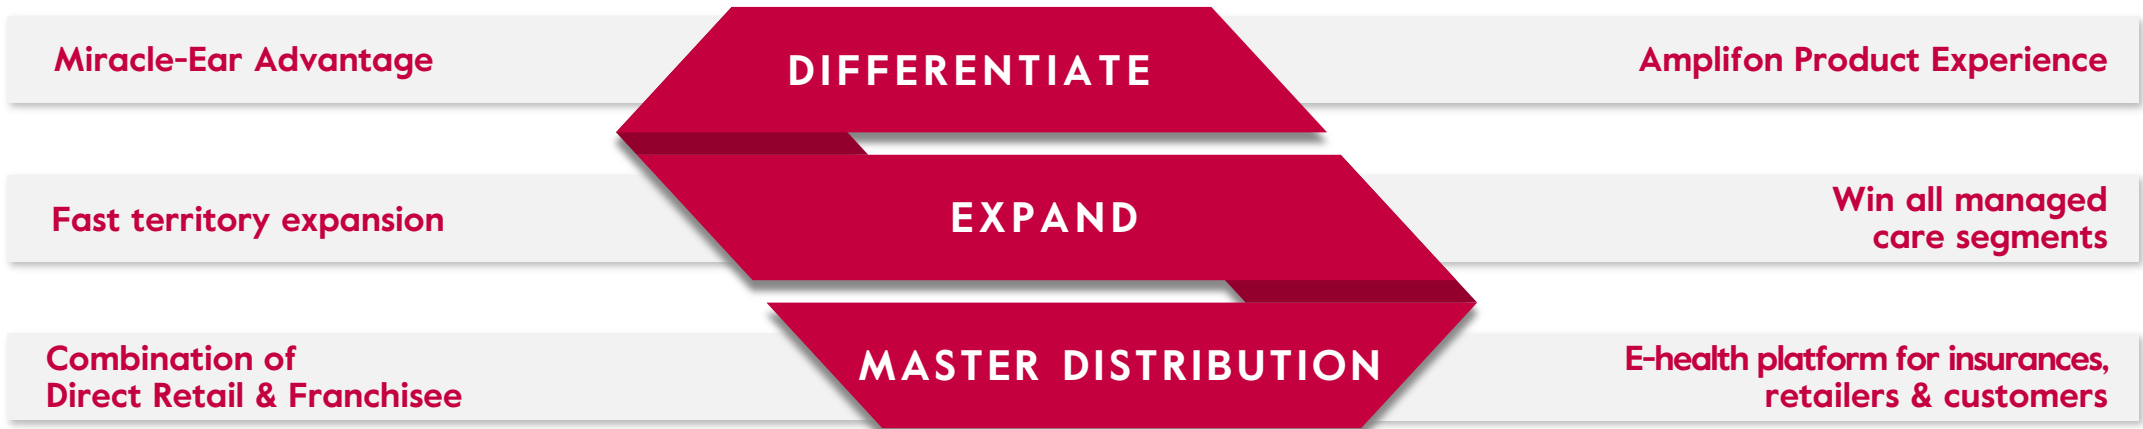 Miracle-Ear Advantage
DIFFERENTIATE
Amplifon Product Experience
Fast territory expansion
EXPAND
Win all managed
care segments
Combination of
Direct Retail & Franchisee
MASTER DISTRIBUTION
E-health platform for insurances,
retailers & customers